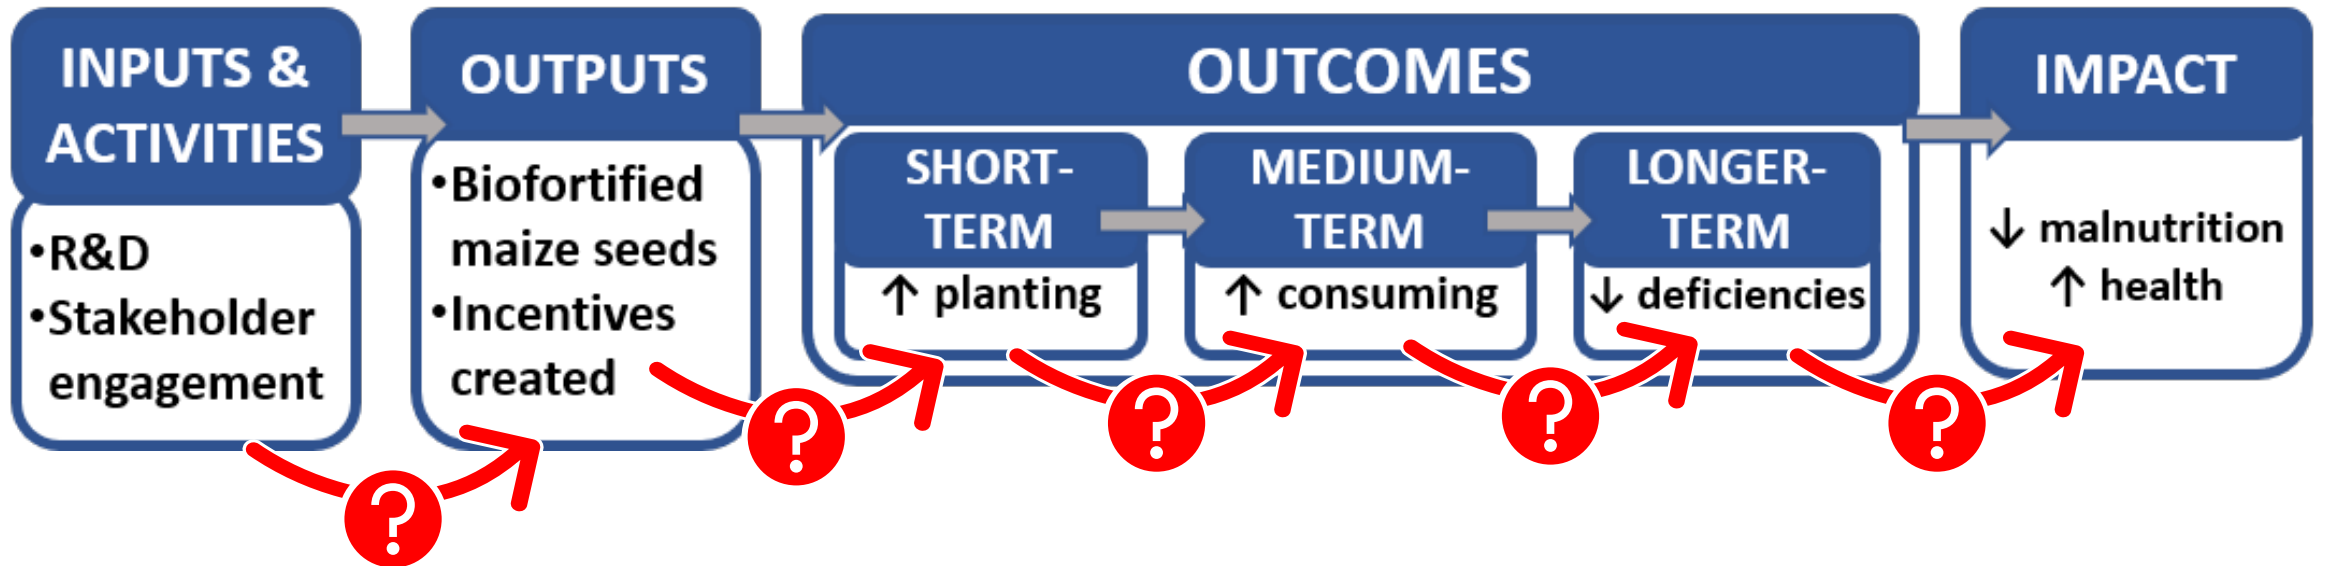 INPUTS &
ACTIVITIES
•R&D
•Stakeholder
engagement
OUTPUTS
•Biofortified
maize seeds
•Incentives
created
OUTCOMES
SHORT-
TERM
↑ planting
MEDIUM-
TERM
↑ consuming
LONGER-
TERM
↓ deficiencies
IMPACT
↓ malnutrition
↑ health
?
?
?
?
?